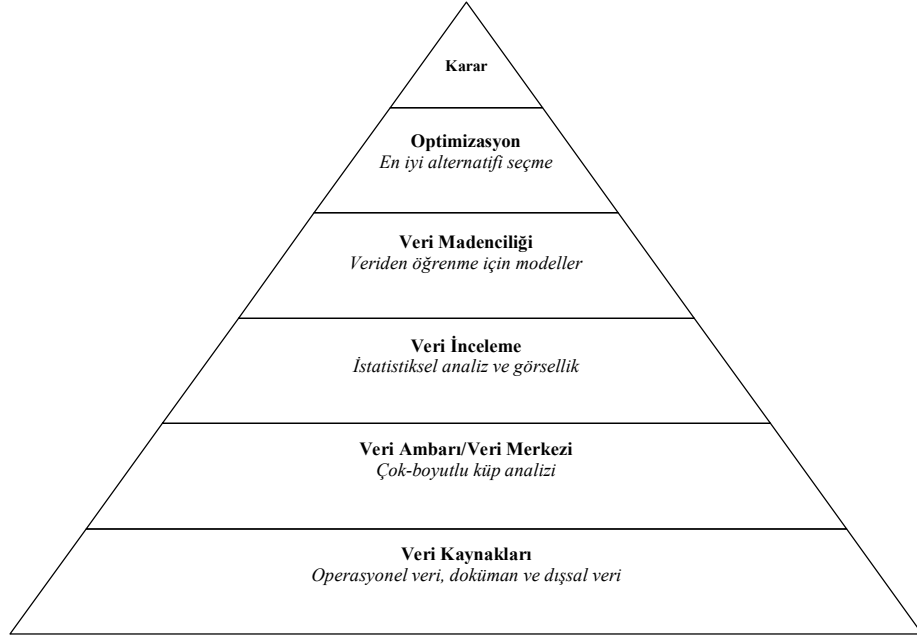 Karar
Optimizasyon
En iyi alternatifi seçme
Veri Madenciliği
Veriden öğrenme için modeller
Veri İnceleme
İstatistiksel analiz ve görsellik
Veri Ambarı/Veri Merkezi
Çok-boyutlu küp analizi
Veri Kaynakları
Operasyonel veri, doküman ve dışsal veri